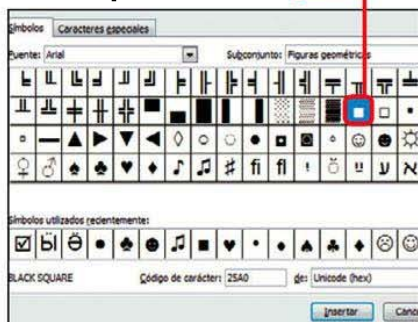 Símbolos Caracteres especiales
Fuente: Arial Subconjunto: Figuras geométricas
Símbolos utilizados recientemente:
BLACK SQUARE Código de carácter: 25A0 de: Unicode (hex)
Insertar Cance